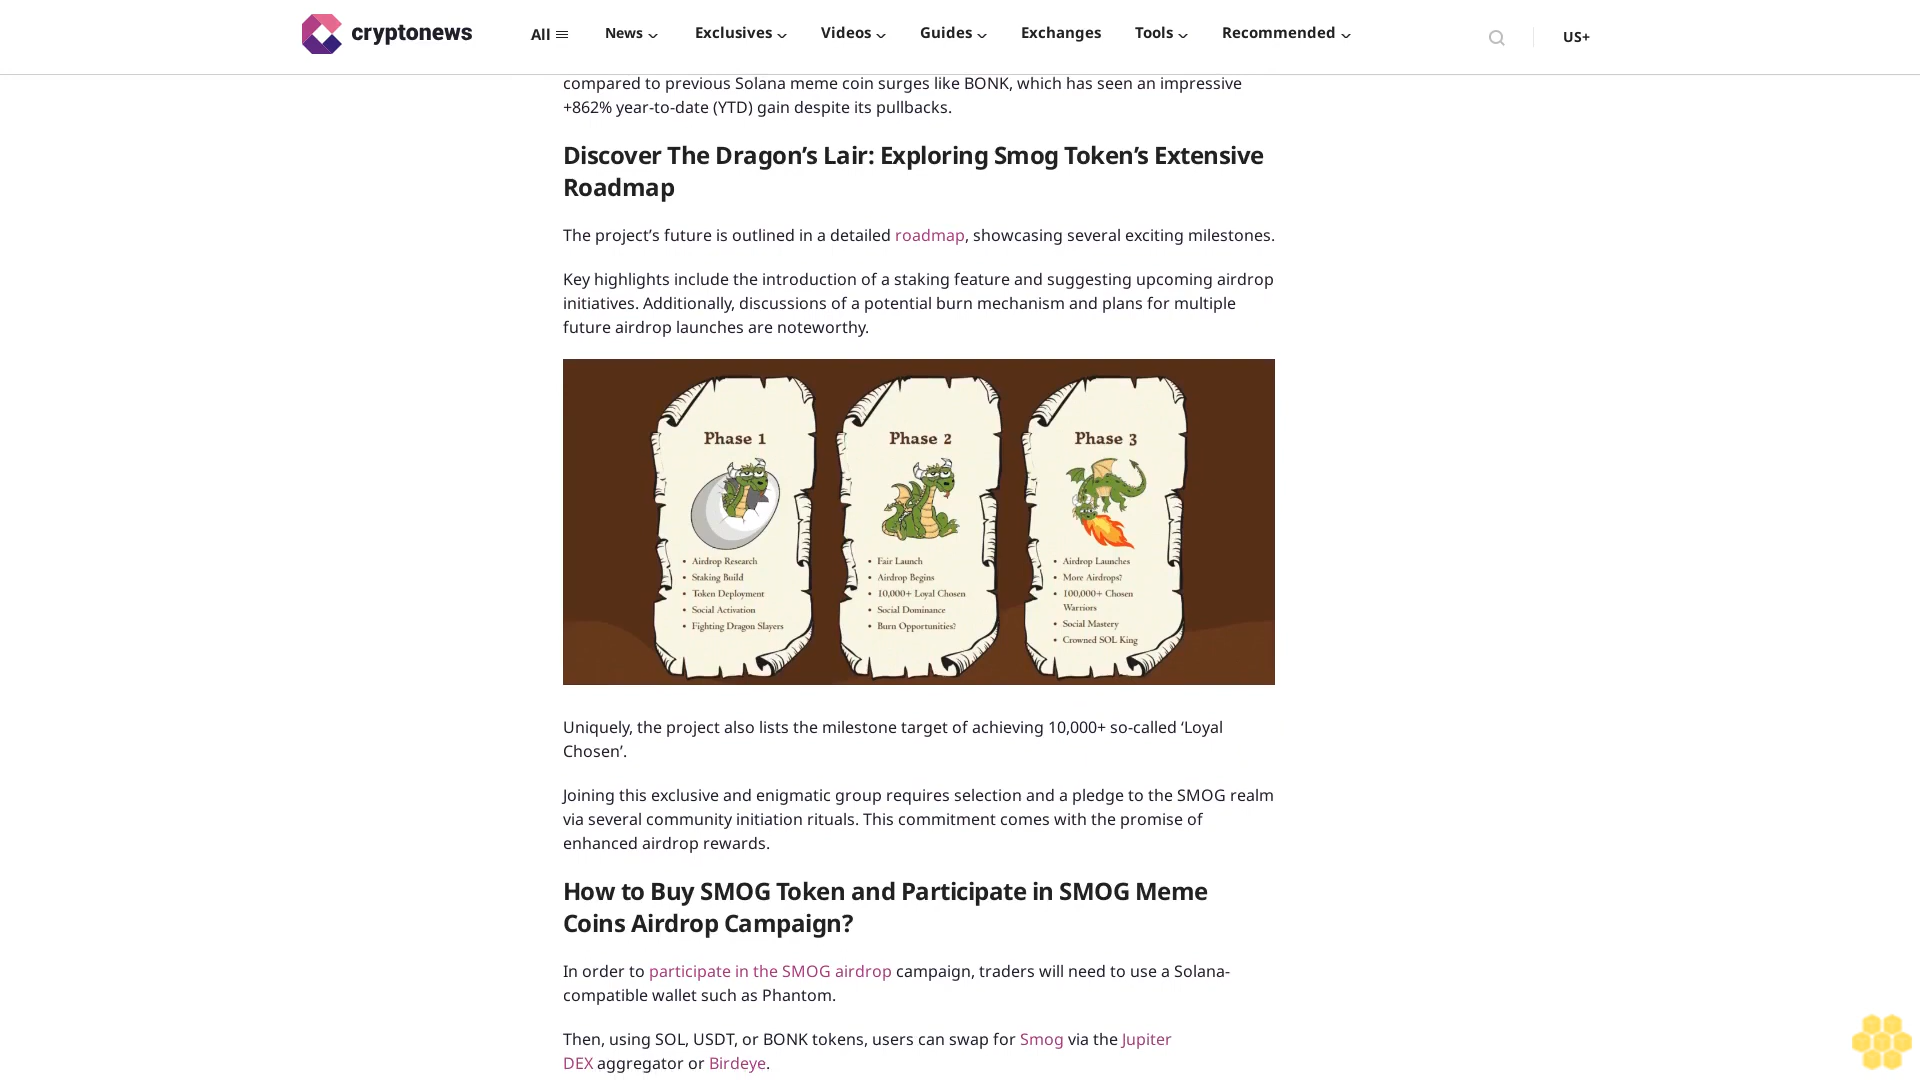 cryptonews
All
News
Exclusives
Videos
Guides
Exchanges
Tools
Recommended
US+
compared to previous Solana meme coin surges like BONK, which has seen an impressive
+862% year-to-date (YTD) gain despite its pullbacks.
Discover The Dragon’s Lair: Exploring Smog Token’s Extensive
Roadmap
The project’s future is outlined in a detailed roadmap, showcasing several exciting milestones.
Key highlights include the introduction of a staking feature and suggesting upcoming airdrop
initiatives. Additionally, discussions of a potential burn mechanism and plans for multiple
future airdrop launches are noteworthy.
Phase 1
• Airdrop Research
• Staking Build
• Token Deployment
• Social Activation
• Fighting Dragon Slayers
Phase 2
• Fair Launch
• Airdrop Begins
• 10,000+ Loyal Chosen
• Social Dominance
• Burn Opportunities?
Phase 3
• Airdrop Launches
• More Airdrops?
• 100,000+ Chosen
Warriors
• Social Mastery
• Crowned SOL King
Uniquely, the project also lists the milestone target of achieving 10,000+ so-called ‘Loyal
Chosen’.
Joining this exclusive and enigmatic group requires selection and a pledge to the SMOG realm
via several community initiation rituals. This commitment comes with the promise of
enhanced airdrop rewards.
How to Buy SMOG Token and Participate in SMOG Meme
Coins Airdrop Campaign?
In order to participate in the SMOG airdrop campaign, traders will need to use a Solana-
compatible wallet such as Phantom.
Then, using SOL, USDT, or BONK tokens, users can swap for Smog via the Jupiter
DEX aggregator or Birdeye.